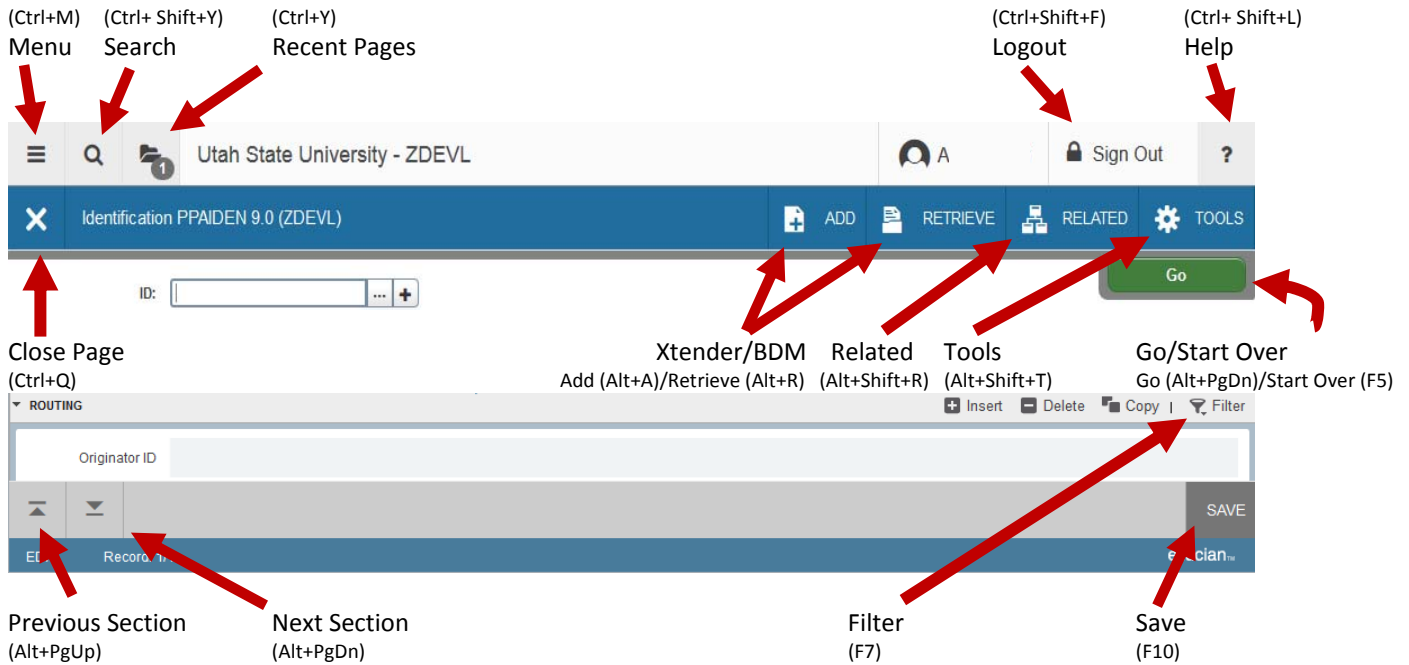 (Ctrl+M) (Ctrl+ Shift+Y) (Ctrl+Y) (Ctrl+Shift+F) (Ctrl+ Shift+L)
Menu Search Recent Pages Logout Help
1 Utah State University - ZDEVL A Sign Out ?
Identification PPAIDEN 9.0 (ZDEVL) ADD RETRIEVE RELATED TOOLS
Go
ID: ... +
Close Page Xtender/BDM Related Tools Go/Start Over
(Ctrl+Q) Add (Alt+A)/Retrieve (Alt+R) (Alt+Shift+R) (Alt+Shift+T) Go (Alt+PgDn)/Start Over (F5)
ROUTING Insert Delete Copy | Filter
Originator ID
SAVE
Previous Section Next Section Filter Save
(Alt+PgUp) (Alt+PgDn) (F7) (F10)